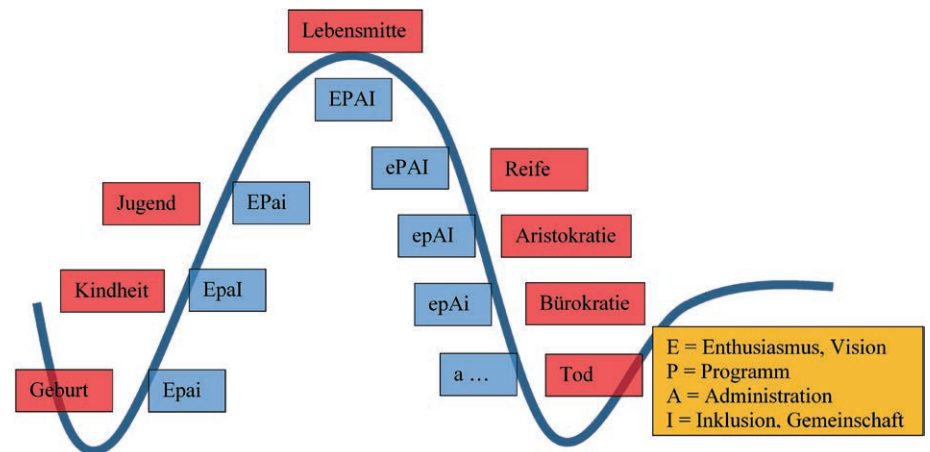 Lebensmitte
EPAI
ePAI
Reife
Jugend
EPai
epAI
Aristokratie
Kindheit
EpaI
epAi
Bürokratie
Geburt
Epai
a …
Tod
E = Enthusiasmus, Vision
P = Programm
A = Administration
I = Inklusion, Gemeinschaft